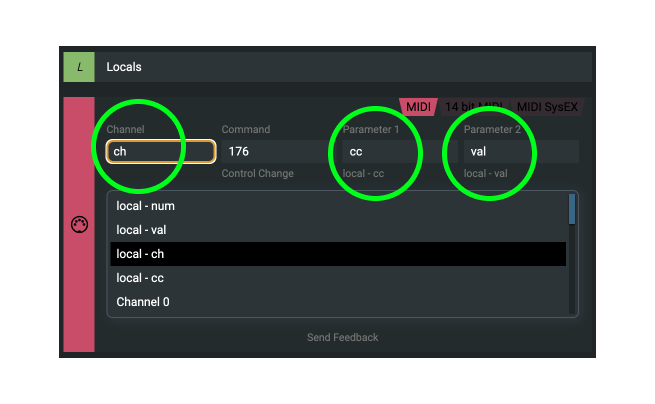 L Locals
MIDI 14 bit MIDI MIDI SysEX
Channel Command Parameter 1 Parameter 2
ch 176 cc val
Control Change local - cc local - val
local - num
local - val
local - ch
local - cc
Channel 0
Send Feedback